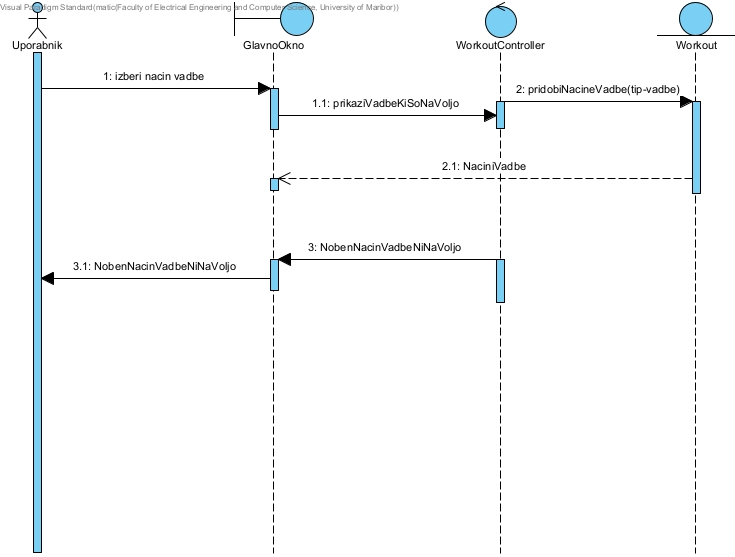 Visual Paradigm Standard(matic(Faculty of Electrical Engineering and Computer Science, University of Maribor))
Uporabnik
GlavnoOkno
WorkoutController
Workout
1: izberi nacin vadbe
2: pridobiNacineVadbe(tip-vadbe)
1.1: prikaziVadbeKiSoNaVoljo
2.1: NaciniVadbe
3: NobenNacinVadbeNiNaVoljo
3.1: NobenNacinVadbeNiNaVoljo